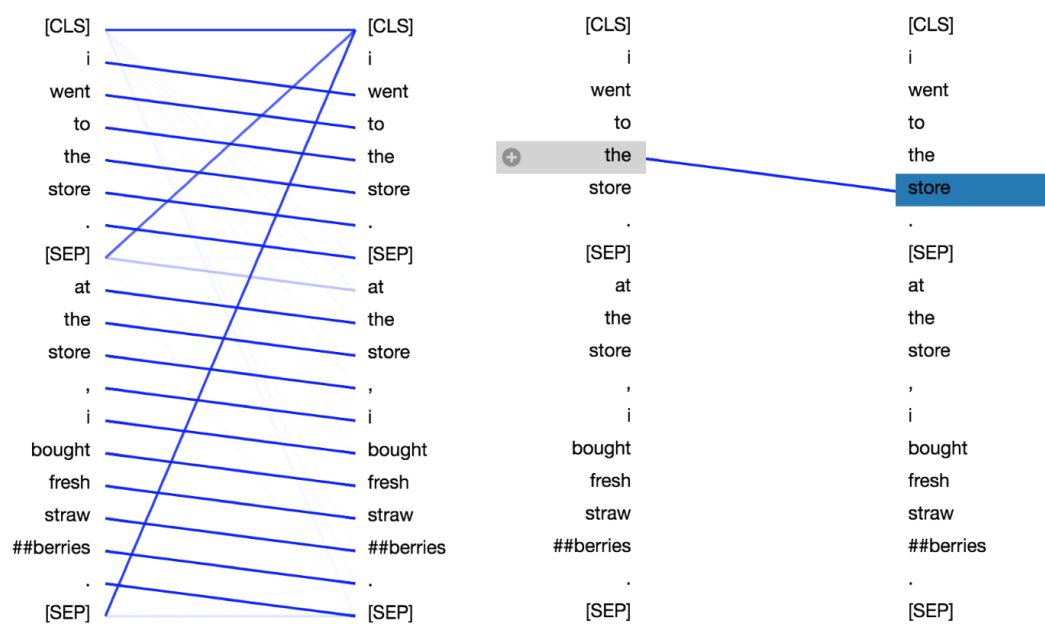 [CLS] [CLS] [CLS] [CLS]
i i i i
went went went went
to to to to
the the the the
store store store store
. . . .
[SEP] [SEP] [SEP] [SEP]
at at at at
the the the the
store store store store
, , , ,
i i i i
bought bought bought bought
fresh fresh fresh fresh
straw straw straw straw
##berries ##berries ##berries ##berries
. . . .
[SEP] [SEP] [SEP] [SEP]